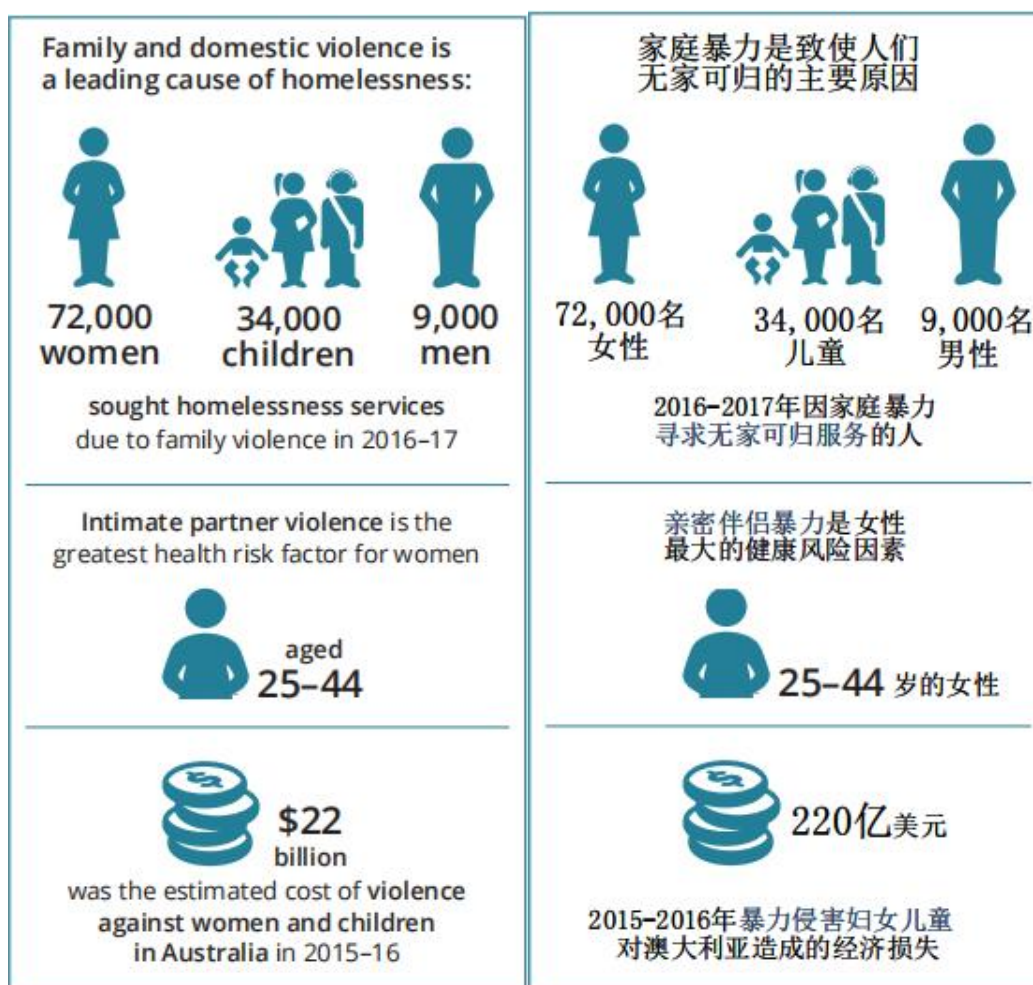 Family and domestic violence is
a leading cause of homelessness:
72,000
women
34,000
children
9,000
men
sought homelessness services
due to family violence in 2016–17
Intimate partner violence is the
greatest health risk factor for women
aged
25–44
$22
billion
was the estimated cost of violence
against women and children
in Australia in 2015–16
家庭暴力是致使人们
无家可归的主要原因
72,000名
女性
34,000名
儿童
9,000名
男性
2016-2017年因家庭暴力
寻求无家可归服务的人
亲密伴侣暴力是女性
最大的健康风险因素
25–44 岁的女性
220亿美元
2015-2016年暴力侵害妇女儿童
对澳大利亚造成的经济损失